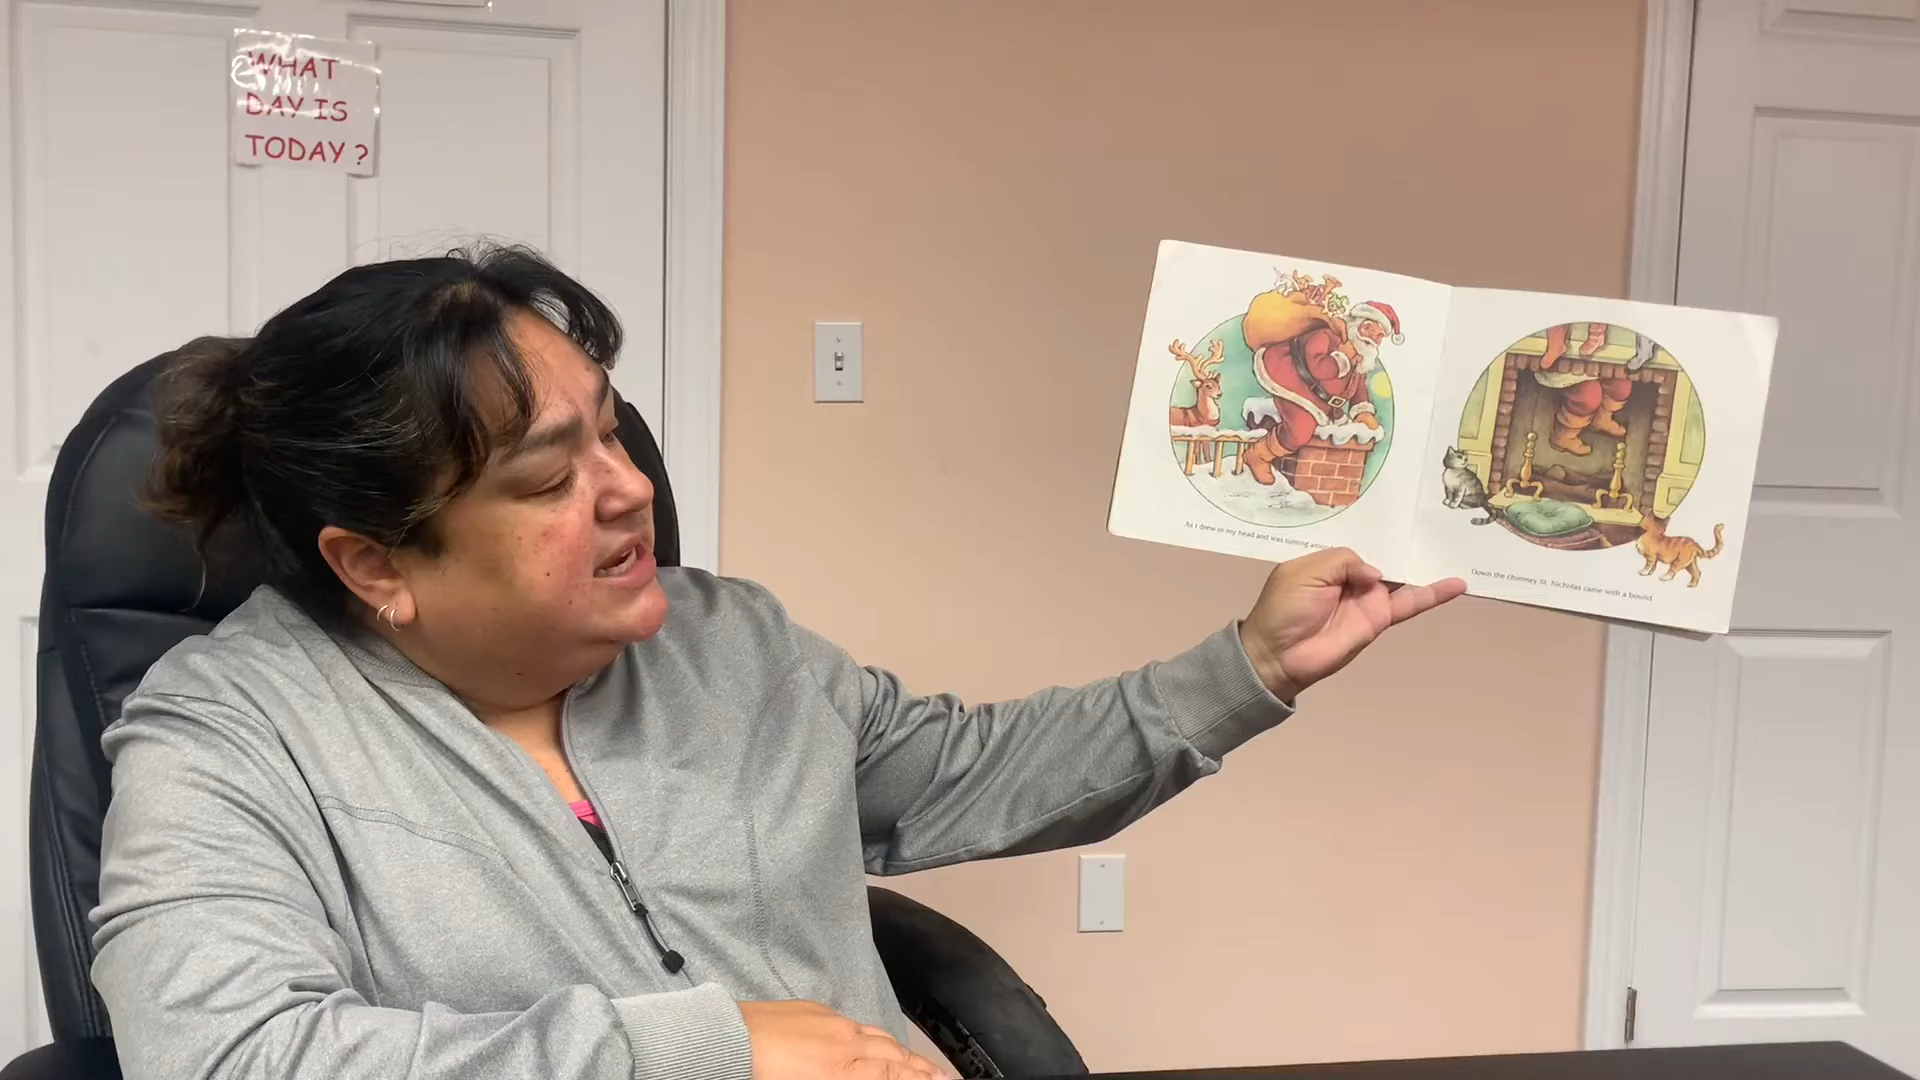 WHAT
DAY IS
TODAY ?
As I drew in my head and was turning around
Down the chimney St. Nicholas came with a bound